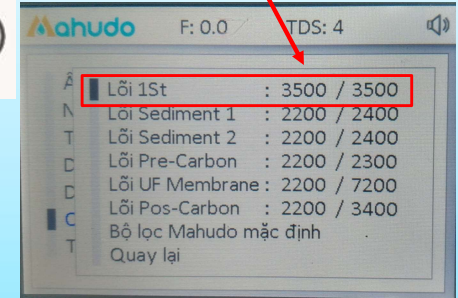 Mahudo F: 0.0 TDS: 4
Lõi 1St : 3500 / 3500
Lõi Sediment 1 : 2200 / 2400
Lõi Sediment 2 : 2200 / 2400
Lõi Pre-Carbon : 2200 / 2300
Lõi UF Membrane : 2200 / 7200
Lõi Pos-Carbon : 2200 / 3400
Bộ lọc Mahudo mặc định
Quay lại